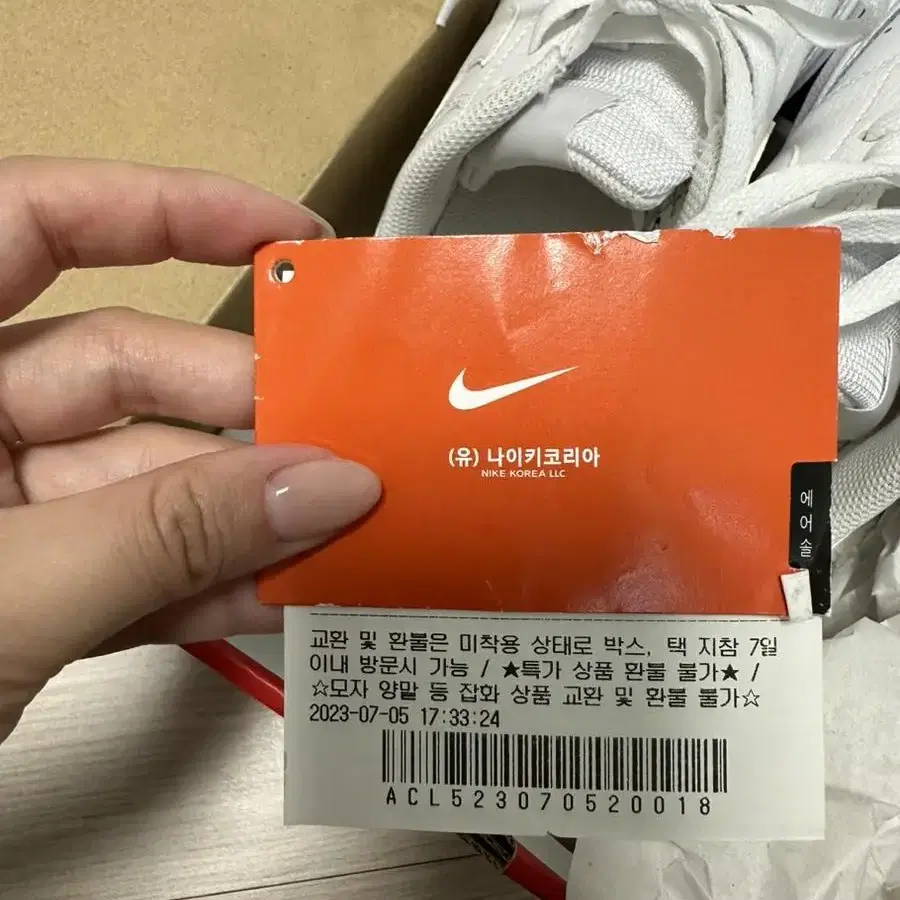 (유) 나이키코리아
NIKE KOREA LLC
에어솔
교환 및 환불은 미착용 상태로 박스, 택 지참 7일
이내 방문시 가능 / ★특가 상품 환불 불가★ /
☆모자 양말 등 잡화 상품 교환 및 환불 불가☆
2023-07-05 17:33:24
ACL523070520018